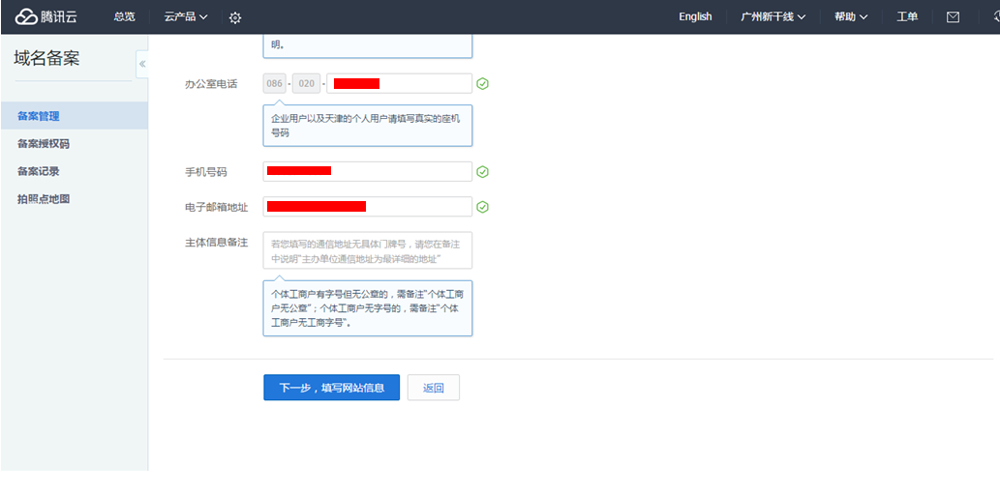 腾讯云 总览 云产品 English 广州新干线 帮助 工单
域名备案
«
备案管理
备案授权码
备案记录
拍照点地图
明。
办公室电话 086 - 020 -
企业用户以及天津的个人用户请填写真实的座机
号码
手机号码
电子邮箱地址
主体信息备注
若您填写的通信地址无具体门牌号，请您在备注
中说明"主办单位通信地址为最详细的地址"
个体工商户有字号但无公章的，需备注"个体工商
户无公章"；个体工商户无字号的，需备注"个体
工商户无工商字号"。
下一步，填写网站信息 返回